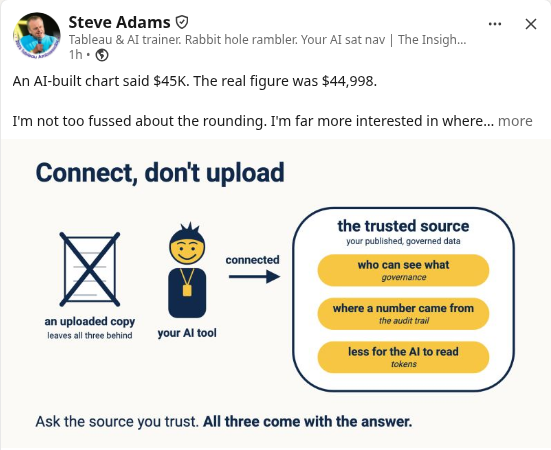 Steve Adams
Tableau & AI trainer. Rabbit hole rambler. Your AI sat nav | The Insigh...
1h •
An AI-built chart said $45K. The real figure was $44,998.
I'm not too fussed about the rounding. I'm far more interested in where... more
Connect, don't upload
an uploaded copy
leaves all three behind
your AI tool
connected
the trusted source
your published, governed data
who can see what
governance
where a number came from
the audit trail
less for the AI to read
tokens
Ask the source you trust. All three come with the answer.